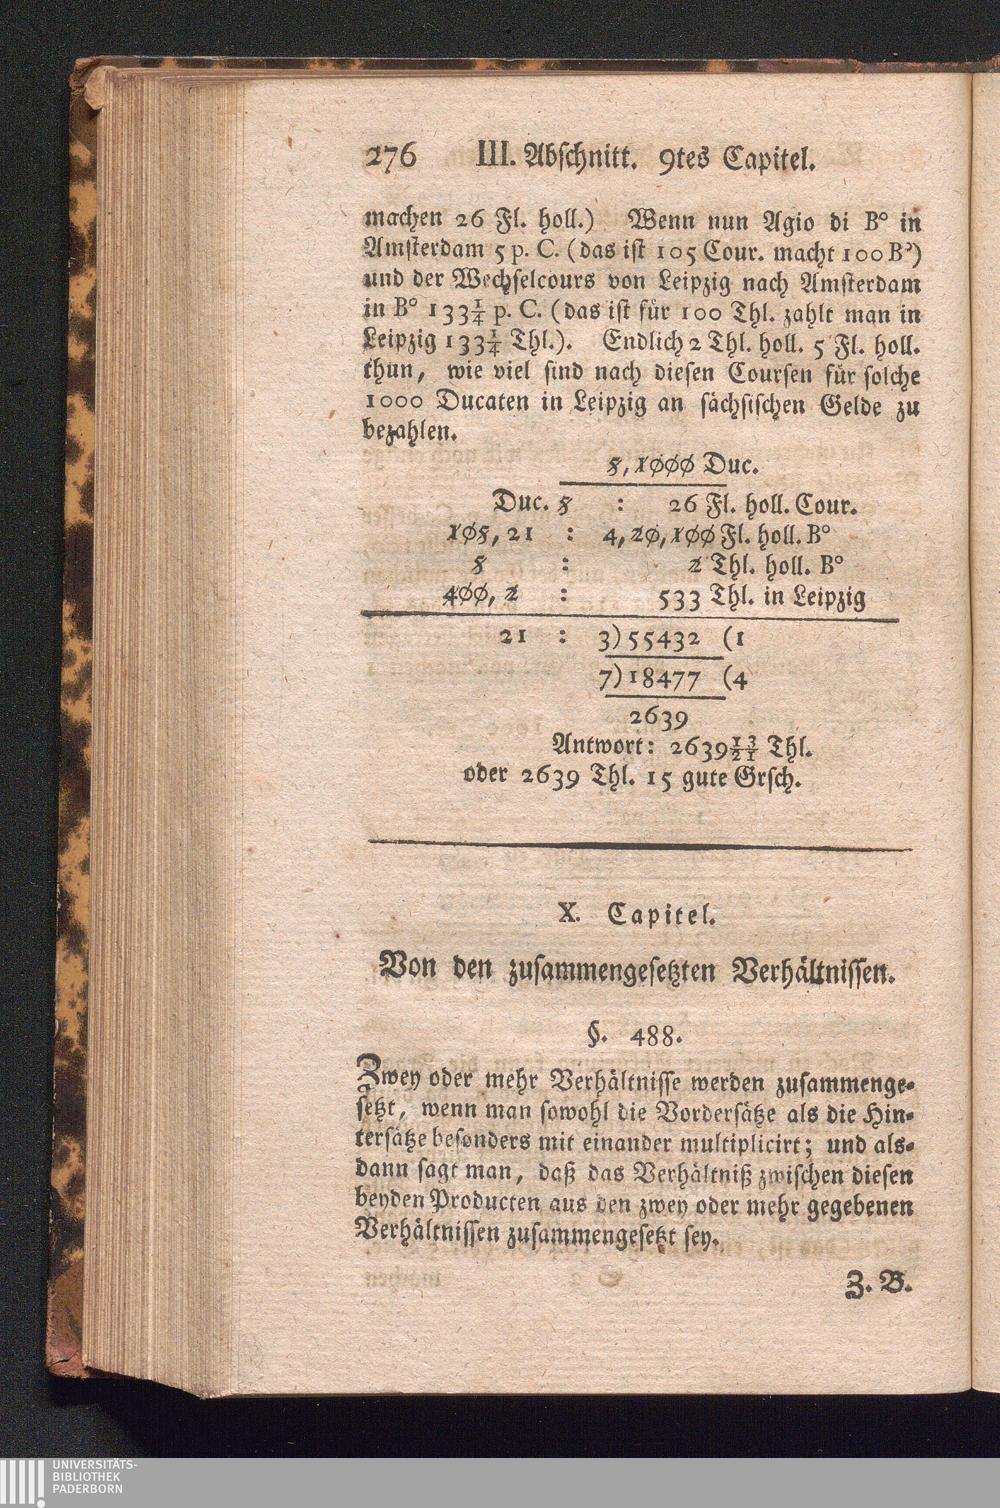 276 III. Abschnitt. 9tes Capitel.
machen 26 Fl. holl.) Wenn nun Agio di B° in
Amsterdam 5 p. C. (das ist 105 Cour. macht 100 B°)
und der Wechselcours von Leipzig nach Amsterdam
in B° 133¼ p. C. (das ist für 100 Thl. zahlt man in
Leipzig 133¼ Thl.). Endlich 2 Thl. holl. 5 Fl. holl.
thun, wie viel sind nach diesen Coursen für solche
1000 Ducaten in Leipzig an sächsischen Gelde zu
bezahlen.
5, 1000 Duc.
Duc. 5 : 26 Fl. holl. Cour.
105, 21 : 4, 20, 100 Fl. holl. B°
5 : 2 Thl. holl. B°
400, 2 : 533 Thl. in Leipzig
21 : 3) 55432 (1
7) 18477 (4
2639
Antwort: 2639 13/21 Thl.
oder 2639 Thl. 15 gute Grsch.
X. Capitel.
Von den zusammengesetzten Verhältnissen.
§. 488.
Zwey oder mehr Verhältnisse werden zusammenge-
setzt, wenn man sowohl die Vordersätze als die Hin-
tersätze besonders mit einander multiplicirt; und als-
dann sagt man, daß das Verhältniß zwischen diesen
beyden Producten aus den zwey oder mehr gegebenen
Verhältnissen zusammengesetzt sey.
Z. B.
UNIVERSITÄTS-
BIBLIOTHEK
PADERBORN